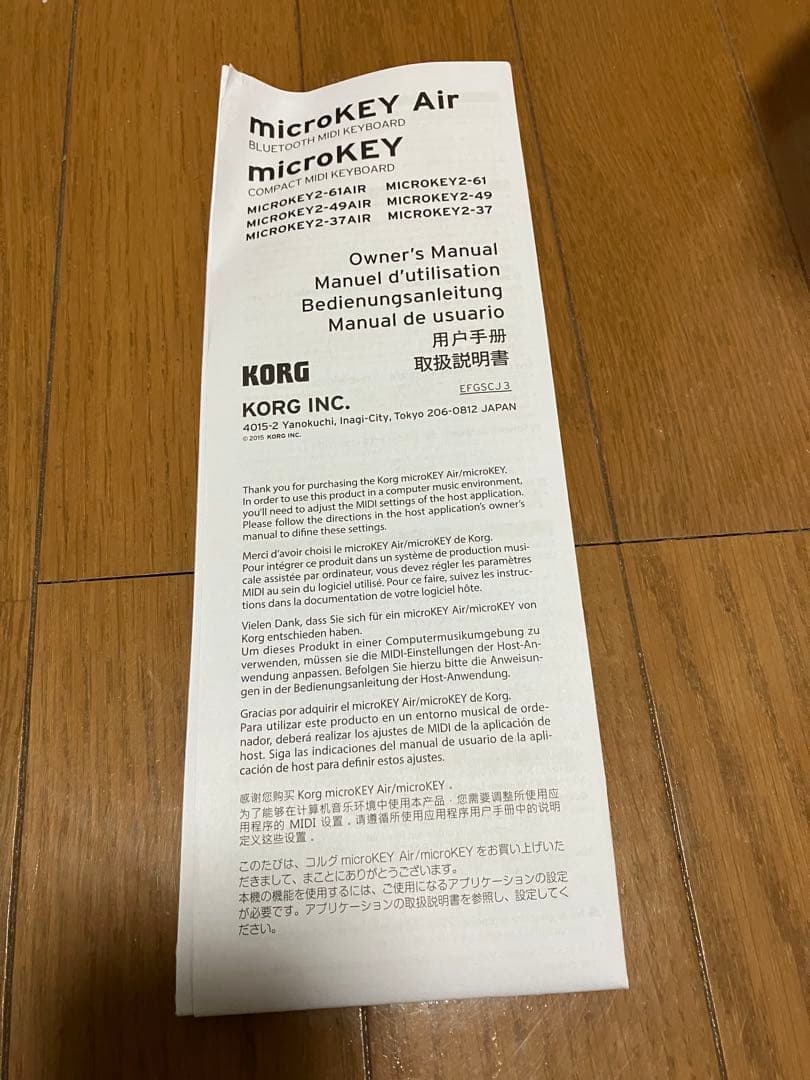 microKEY Air
BLUETOOTH MIDI KEYBOARD
microKEY
COMPACT MIDI KEYBOARD
MICROKEY2-61AIR MICROKEY2-61
MICROKEY2-49AIR MICROKEY2-49
MICROKEY2-37AIR MICROKEY2-37
Owner's Manual
Manuel d'utilisation
Bedienungsanleitung
Manual de usuario
用户手册
取扱説明書
EFGSCJ 3
KORG
KORG INC.
4015-2 Yanokuchi, Inagi-City, Tokyo 206-0812 JAPAN
©2015 KORG INC.
Thank you for purchasing the Korg microKEY Air/microKEY.
In order to use this product in a computer music environment,
you'll need to adjust the MIDI settings of the host application.
Please follow the directions in the host application's owner's
manual to difine these settings.
Merci d'avoir choisi le microKEY Air/microKEY de Korg.
Pour intégrer ce produit dans un système de production musi-
cale assistée par ordinateur, vous devez régler les paramètres
MIDI au sein du logiciel utilisé. Pour ce faire, suivez les instruc-
tions dans la documentation de votre logiciel hôte.
Vielen Dank, dass Sie sich für ein microKEY Air/microKEY von
Korg entschieden haben.
Um dieses Produkt in einer Computermusikumgebung zu
verwenden, müssen sie die MIDI-Einstellungen der Host-An-
wendung anpassen. Befolgen Sie hierzu bitte die Anweisun-
gen in der Bedienungsanleitung der Host-Anwendung.
Gracias por adquirir el microKEY Air/microKEY de Korg.
Para utilizar este producto en un entorno musical de orde-
nador, deberá realizar los ajustes de MIDI de la aplicación de
host. Siga las indicaciones del manual de usuario de la apli-
cación de host para definir estos ajustes.
感谢您购买 Korg microKEY Air/microKEY .
为了能够在计算机音乐环境中使用本产品 , 您需要调整所使用应
用程序的 MIDI 设置 . 请遵循所使用应用程序用户手册中的说明
定义这些设置 .
このたびは、コルグ microKEY Air/microKEY をお買い上げいた
だきまして、まことにありがとうございます。
本機の機能を使用するには、ご使用になるアプリケーションの設定
が必要です。アプリケーションの取扱説明書を参照し、設定してく
ださい。